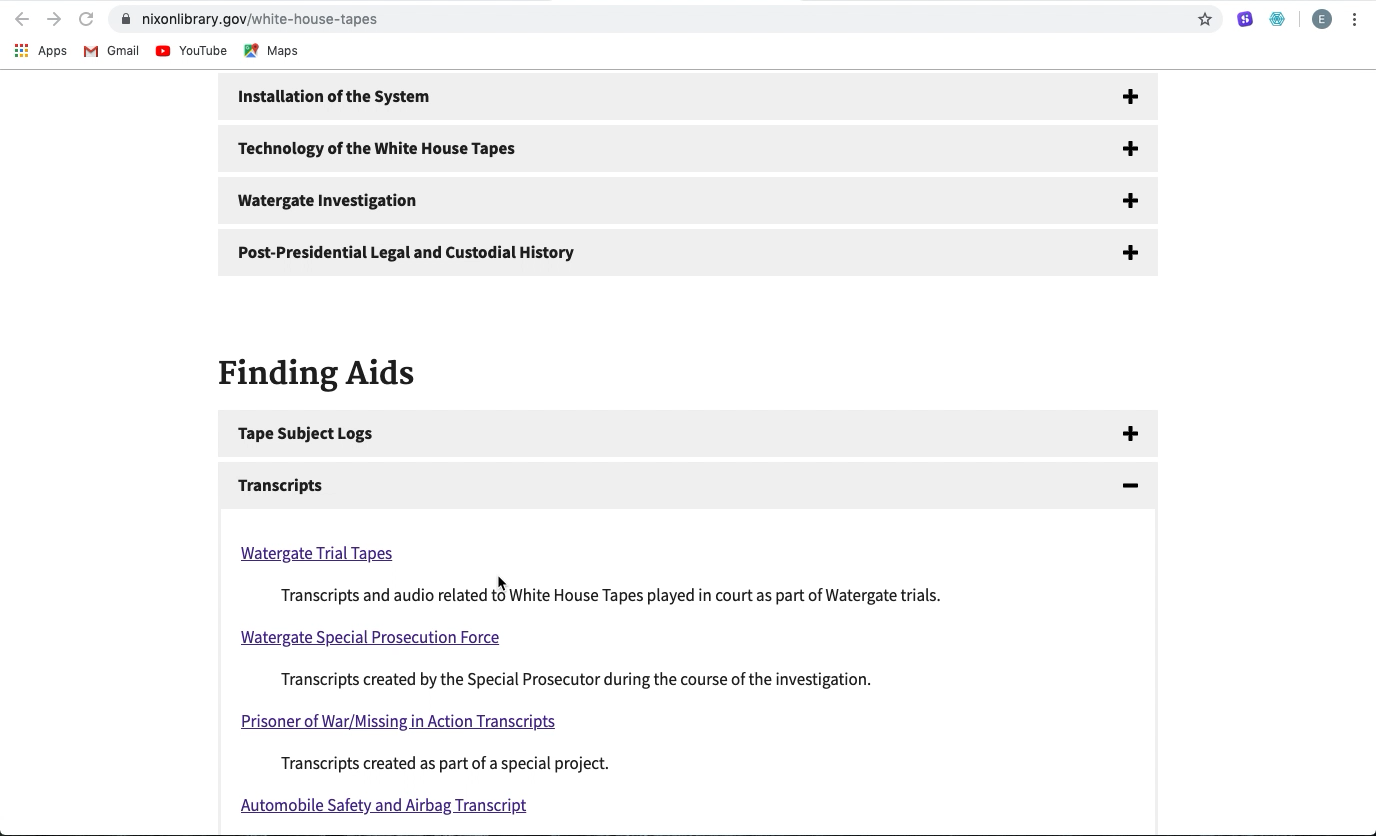 nixonlibrary.gov/white-house-tapes
E
Apps Gmail YouTube Maps
Installation of the System
Technology of the White House Tapes
Watergate Investigation
Post-Presidential Legal and Custodial History
Finding Aids
Tape Subject Logs
Transcripts
Watergate Trial Tapes
Transcripts and audio related to White House Tapes played in court as part of Watergate trials.
Watergate Special Prosecution Force
Transcripts created by the Special Prosecutor during the course of the investigation.
Prisoner of War/Missing in Action Transcripts
Transcripts created as part of a special project.
Automobile Safety and Airbag Transcript